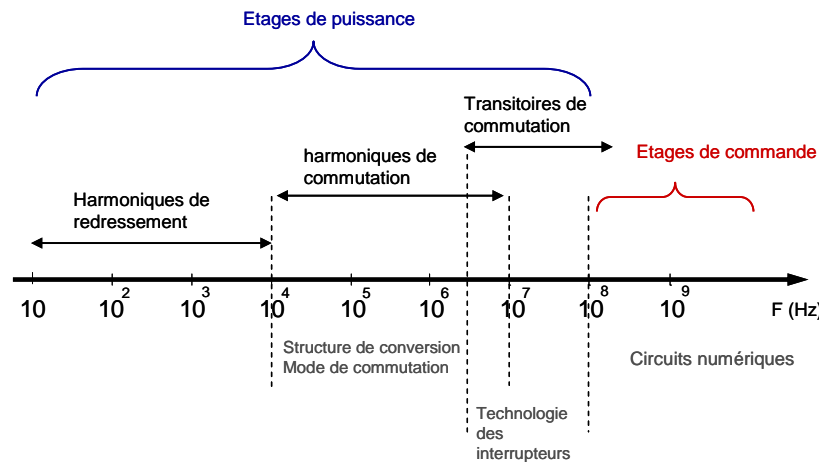 Etages de puissance
Transitoires de
commutation
Etages de commande
harmoniques de
commutation
Harmoniques de
redressement
10 10² 10³ 10⁴ 10⁵ 10⁶ 10⁷ 10⁸ 10⁹ F (Hz)
Structure de conversion
Mode de commutation
Circuits numériques
Technologie
des
interrupteurs